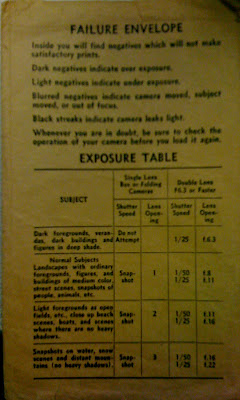 FAILURE ENVELOPE
Inside you will find negatives which will not make
satisfactory prints.
Dark negatives indicate over exposure.
Light negatives indicate under exposure.
Blurred negatives indicate camera moved, subject
moved, or out of focus.
Black streaks indicate camera leaks light.
Whenever you are in doubt, be sure to check the
operation of your camera before you load it again.
EXPOSURE TABLE
SUBJECT
Single Lens
Box or Folding
Cameras
Double Lens
F6.3 or Faster
Shutter
Speed
Lens
Open-
ing
Shutter
Speed
Lens
Open-
ing
Dark foregrounds, veran-
das, dark buildings and
figures in deep shade.
Do not
Attempt
1/25
f.6.3
Normal Subjects
Landscapes with ordinary
foregrounds, figures, and
buildings of medium color,
street scenes, snapshots of
people, animals, etc.
Snap-
shot
1
1/50
1/25
f.8
f.11
Light foregrounds as open
fields, etc., close up beach
scenes, boats, and scenes
where there are no heavy
shadows.
Snap-
shot
2
1/50
1/25
f.11
f.16
Snapshots on water, snow
scenes and distant moun-
tains (no heavy shadows).
Snap-
shot
3
1/50
1/25
f.16
f.22